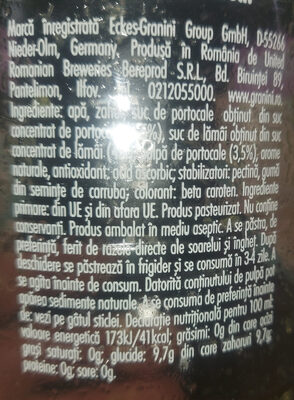 Marcă înregistrată Eckes-Granini Group GmbH, D-55266
Nieder-Olm, Germany. Produsă în România de United
Romanian Breweries Bereprod S.R.L., Bd. Biruinței 89,
Pantelimon, Ilfov. 0212055000. www.granini.ro
Ingrediente: apă, zahăr, suc de portocale obținut din suc
concentrat de portocale suc de lămâi obținut din suc
concentrat de lămâi pulpă de portocale (3,5%), arome
naturale, antioxidant: acid ascorbic; stabilizatori: pectină, gumă
din semințe de carruba; colorant: beta caroten. Ingrediente
primare: din UE și din afara UE. Produs pasteurizat. Nu conține
conservanți. Produs ambalat în mediu aseptic. A se păstra, de
preferință, ferit de razele directe ale soarelui și îngheț. După
deschidere se păstrează în frigider și se consumă în 3-4 zile. A
se agita înainte de consum. Datorită conținutului de pulpă pot
apărea sedimente naturale. A se consuma de preferință înainte
de: vezi pe gâtul sticlei. Declarație nutrițională pentru 100 ml:
valoare energetică 173kJ/41kcal; grăsimi: 0g din care acizi
grași saturați: 0g; glucide: 9,7g din care zaharuri 9,7g;
proteine: 0g; sare: 0g.